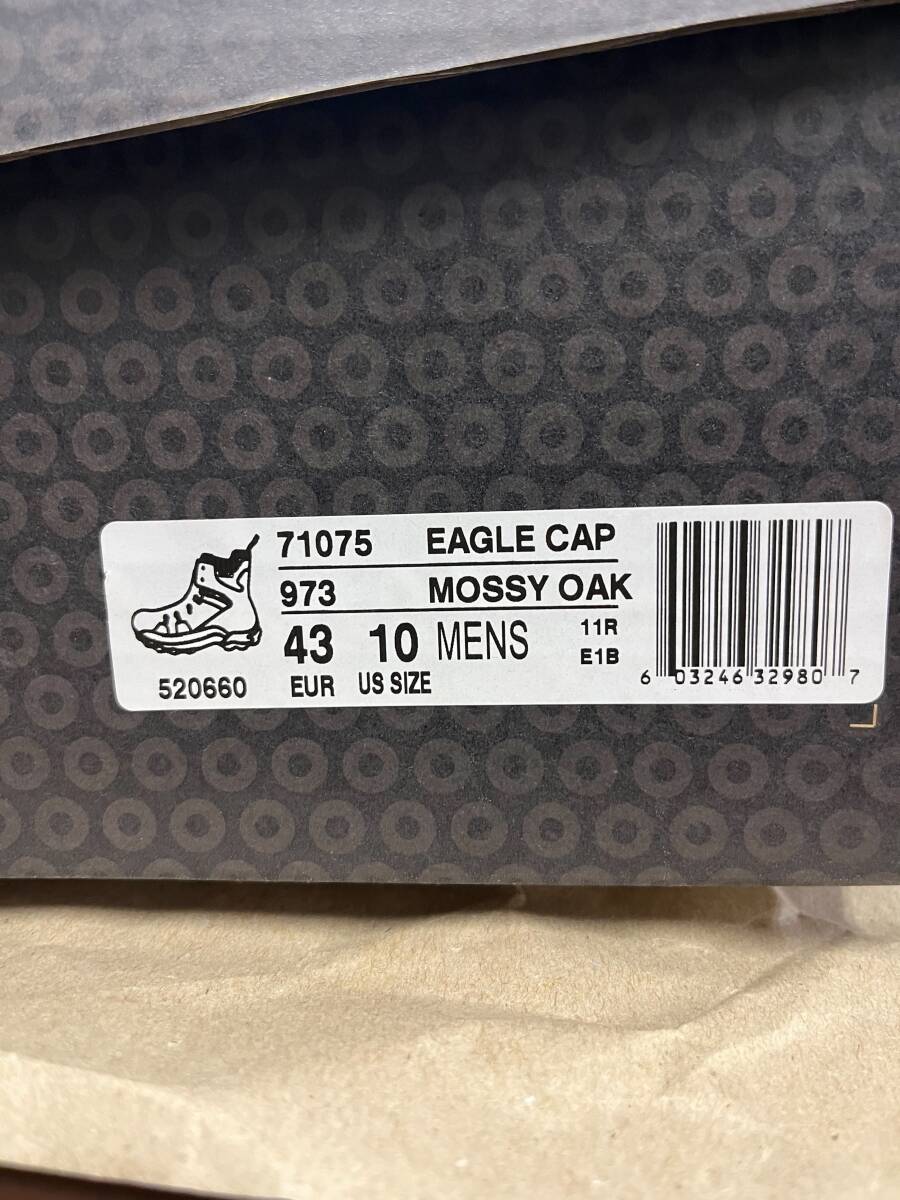 71075 EAGLE CAP
973 MOSSY OAK
43 10 MENS 11R
E1B
520660 EUR US SIZE
6 03246 32980 7